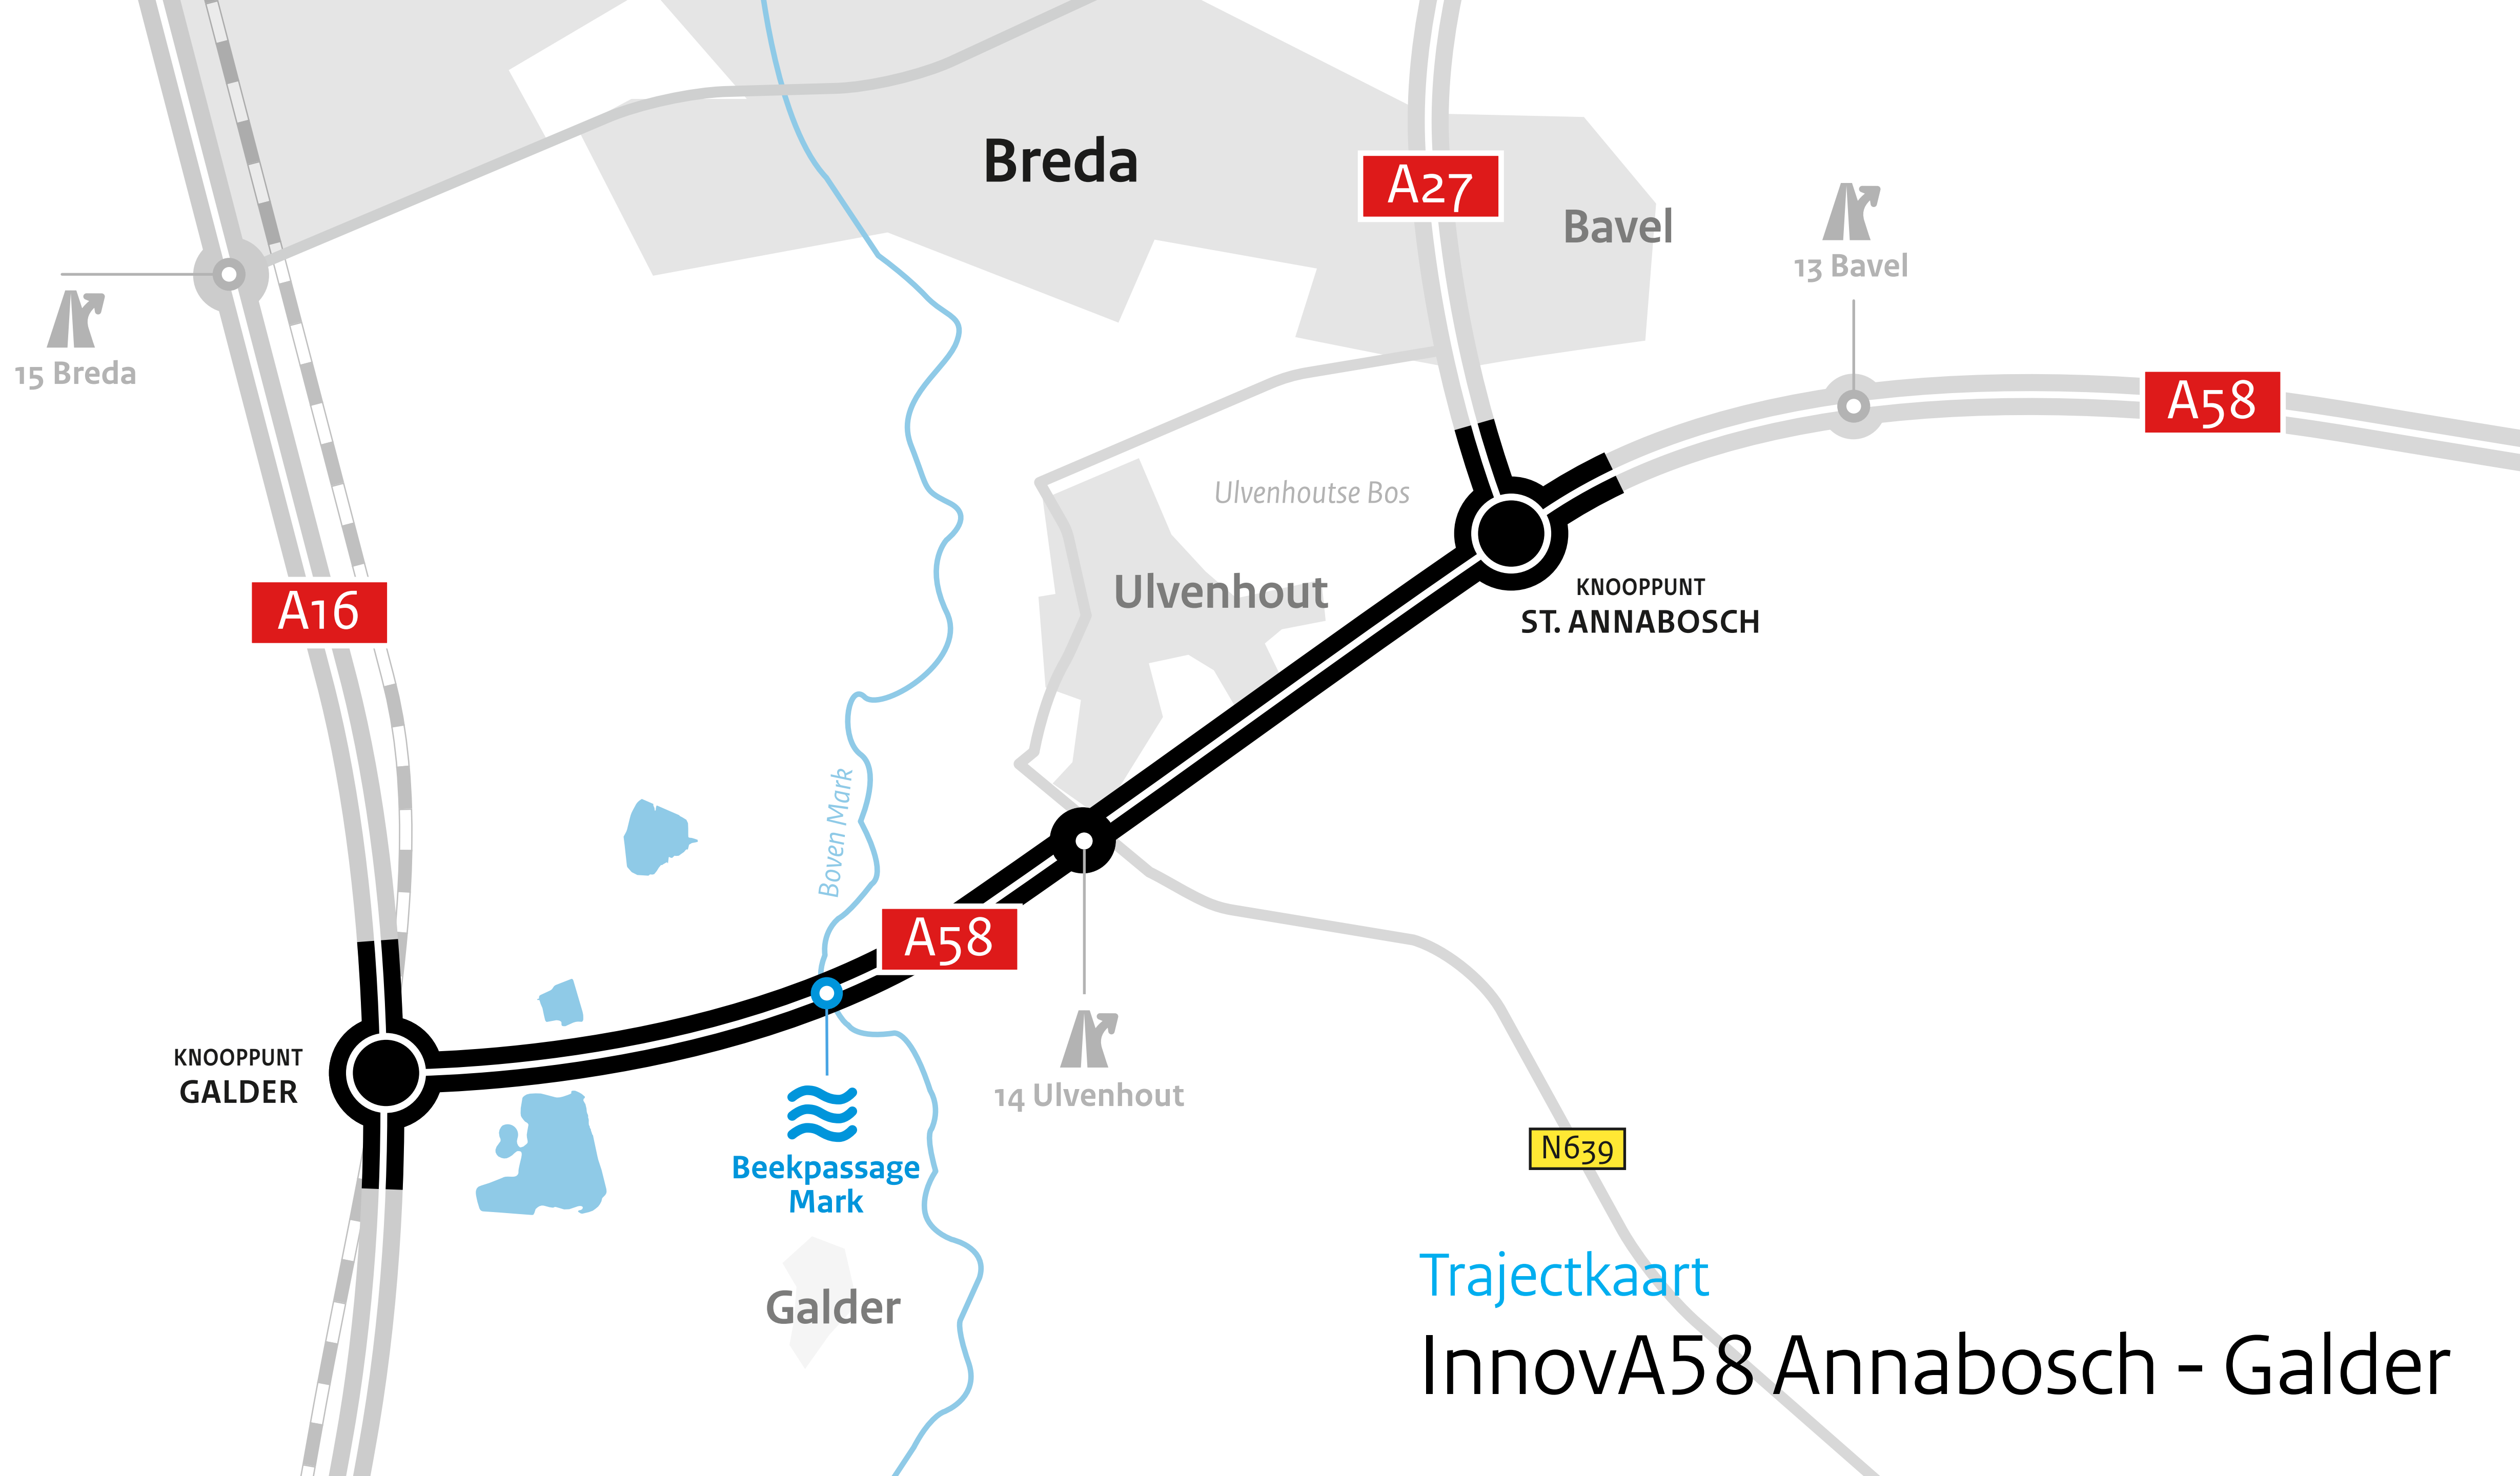 Breda
A27
Bavel
13 Bavel
15 Breda
A58
Ulvenhoutse Bos
Ulvenhout
A16
KNOOPPUNT
ST. ANNABOSCH
Boven Mark
A58
KNOOPPUNT
GALDER
14 Ulvenhout
Beekpassage
Mark
N639
Galder
Trajectkaart
InnovA58 Annabosch - Galder